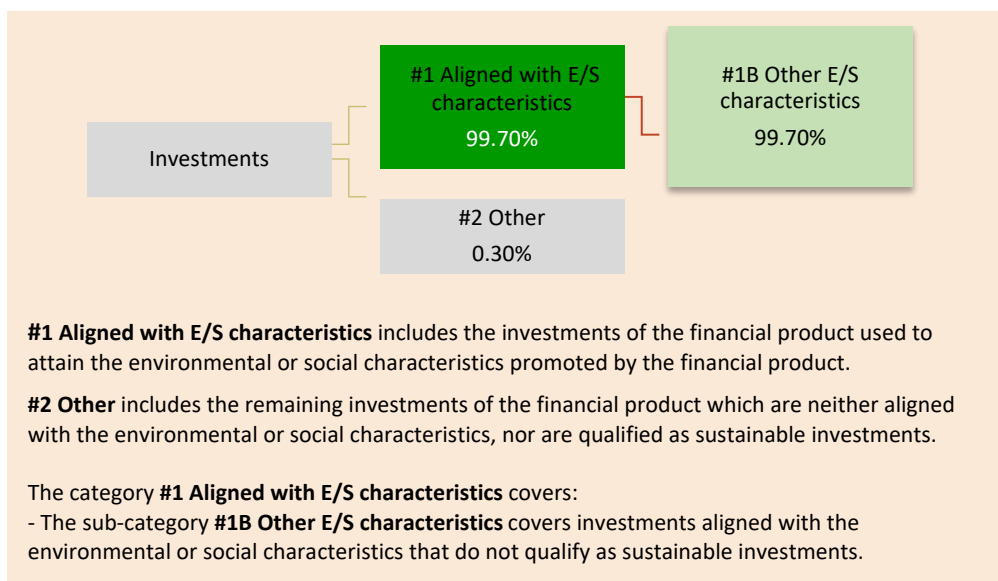 #1 Aligned with E/S
characteristics
99.70%
#1B Other E/S
characteristics
99.70%
Investments
#2 Other
0.30%
#1 Aligned with E/S characteristics includes the investments of the financial product used to
attain the environmental or social characteristics promoted by the financial product.
#2 Other includes the remaining investments of the financial product which are neither aligned
with the environmental or social characteristics, nor are qualified as sustainable investments.
The category #1 Aligned with E/S characteristics covers:
- The sub-category #1B Other E/S characteristics covers investments aligned with the
environmental or social characteristics that do not qualify as sustainable investments.